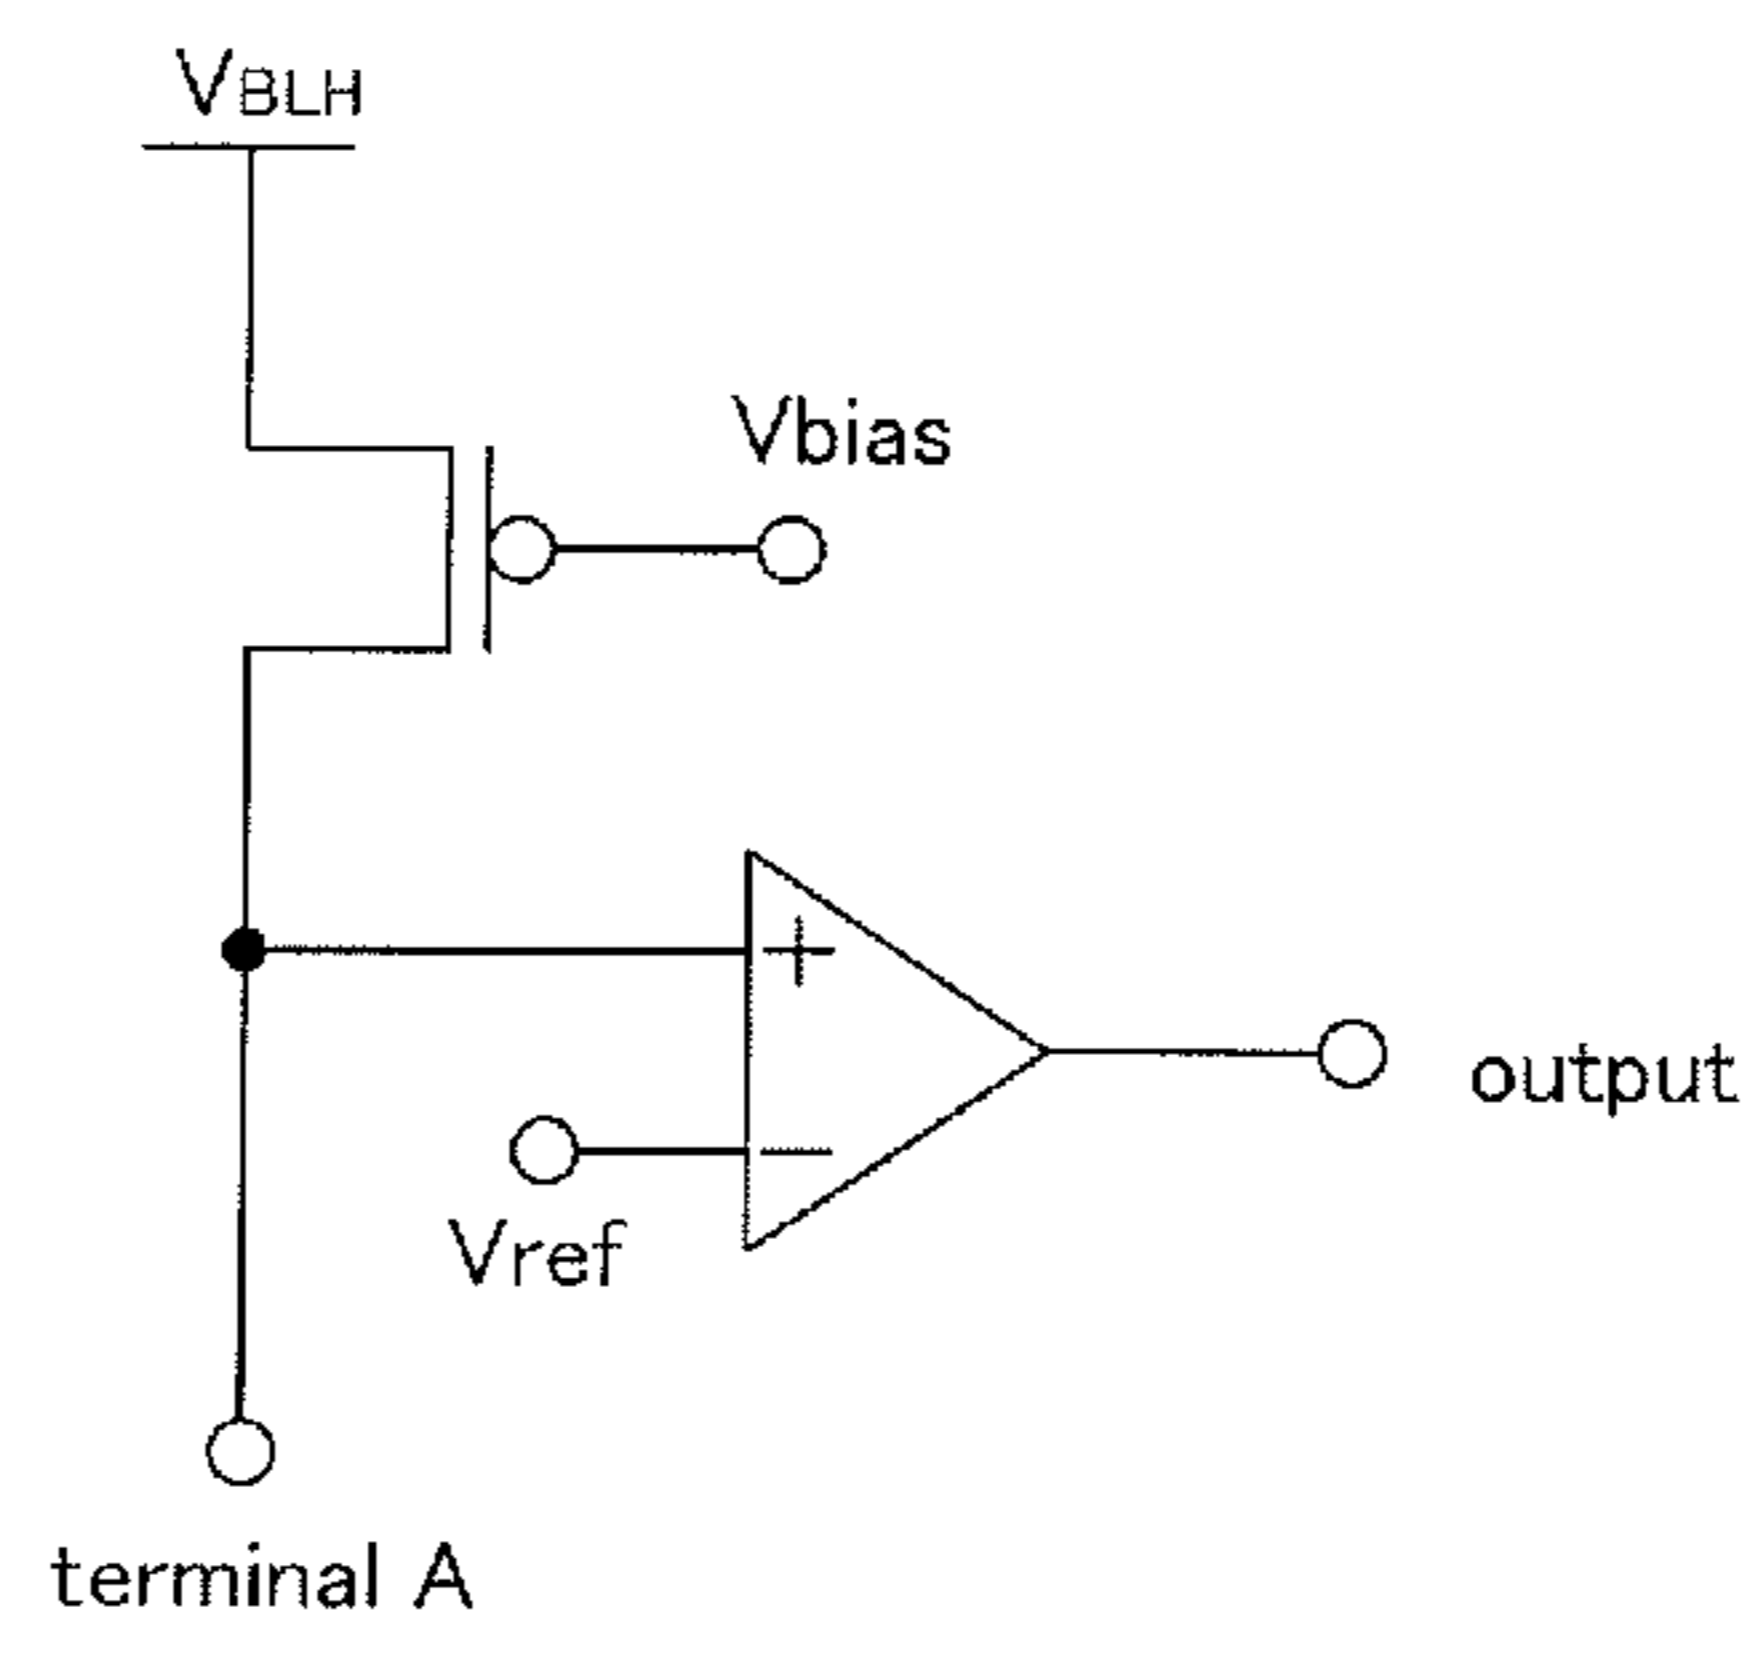 VBLH
Vbias
+
output
−
Vref
terminal A